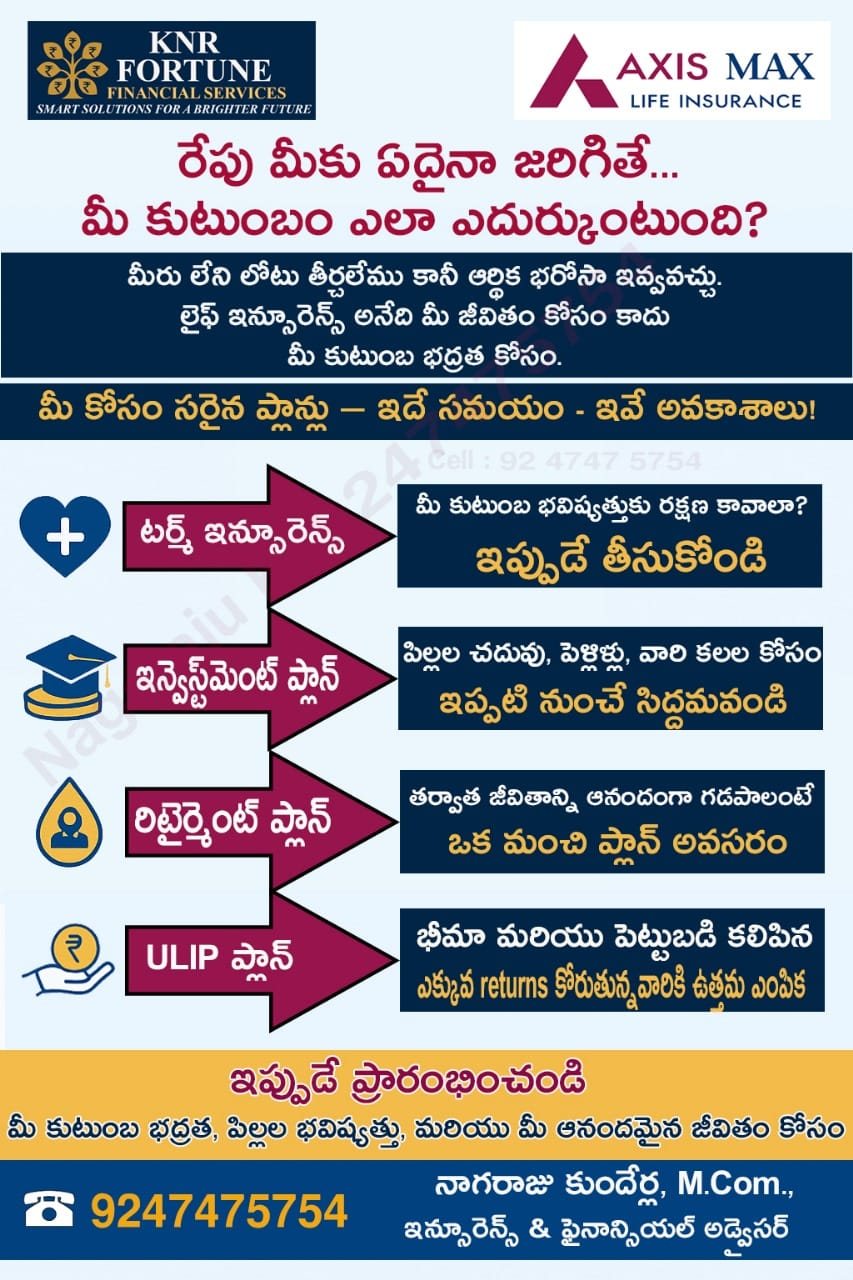 KNR
FORTUNE
FINANCIAL SERVICES
SMART SOLUTIONS FOR A BRIGHTER FUTURE
AXIS MAX
LIFE INSURANCE
రేపు మీకు ఏదైనా జరిగితే...
మీ కుటుంబం ఎలా ఎదుర్కుంటుంది?
మీరు లేని లోటు తీర్చలేము కానీ ఆర్థిక భరోసా ఇవ్వవచ్చు.
లైఫ్ ఇన్సూరెన్స్ అనేది మీ జీవితం కోసం కాదు
మీ కుటుంబ భద్రత కోసం.
మీ కోసం సరైన ప్లాన్లు – ఇదే సమయం - ఇవే అవకాశాలు!
Cell : 92 4747 5754
టర్మ్ ఇన్సూరెన్స్
మీ కుటుంబ భవిష్యత్తుకు రక్షణ కావాలా?
ఇప్పుడే తీసుకోండి
ఇన్వెస్ట్‌మెంట్ ప్లాన్
పిల్లల చదువు, పెళ్లిళ్లు, వారి కలల కోసం
ఇప్పటి నుంచే సిద్దమవండి
రిటైర్మెంట్ ప్లాన్
తర్వాత జీవితాన్ని ఆనందంగా గడపాలంటే
ఒక మంచి ప్లాన్ అవసరం
ULIP ప్లాన్
భీమా మరియు పెట్టుబడి కలిపిన
ఎక్కువ returns కోరుతున్నవారికి ఉత్తమ ఎంపిక
ఇప్పుడే ప్రారంభించండి
మీ కుటుంబ భద్రత, పిల్లల భవిష్యత్తు, మరియు మీ ఆనందమైన జీవితం కోసం
9247475754
నాగరాజు కుందేర్ల, M.Com.,
ఇన్సూరెన్స్ & ఫైనాన్సియల్ అడ్వైసర్